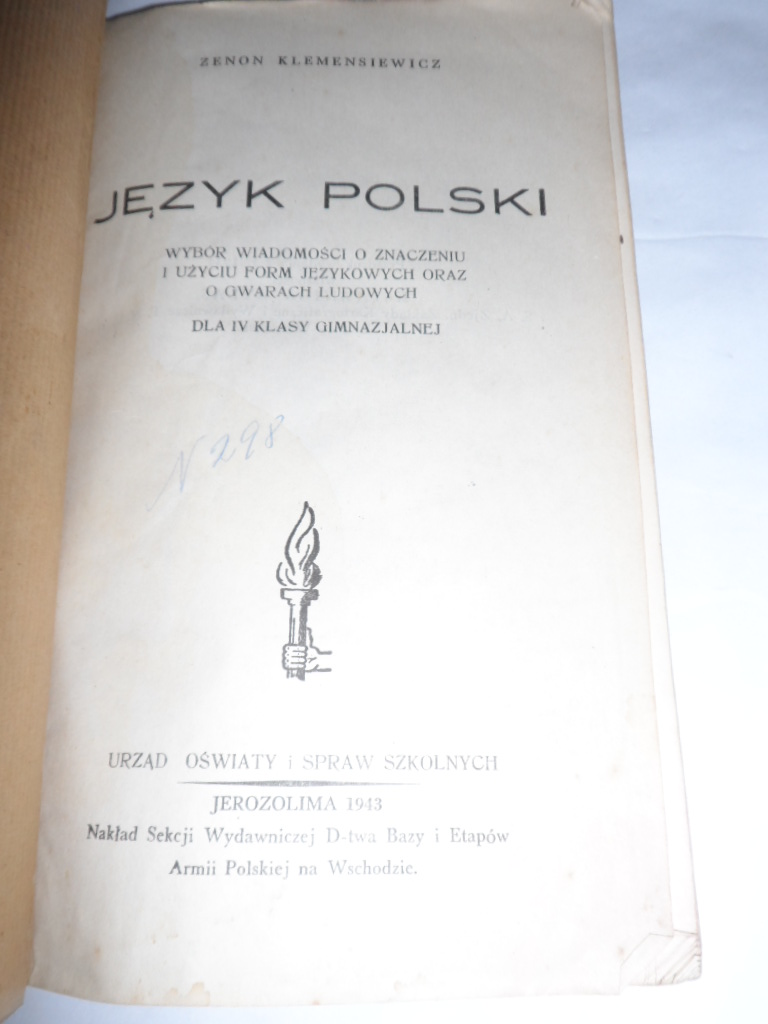 ZENON KLEMENSIEWICZ
JĘZYK POLSKI
WYBÓR WIADOMOŚCI O ZNACZENIU
I UŻYCIU FORM JĘZYKOWYCH ORAZ
O GWARACH LUDOWYCH
DLA IV KLASY GIMNAZJALNEJ
N 298
URZĄD OŚWIATY i SPRAW SZKOLNYCH
JEROZOLIMA 1943
Nakład Sekcji Wydawniczej D-twa Bazy i Etapów
Armii Polskiej na Wschodzie.